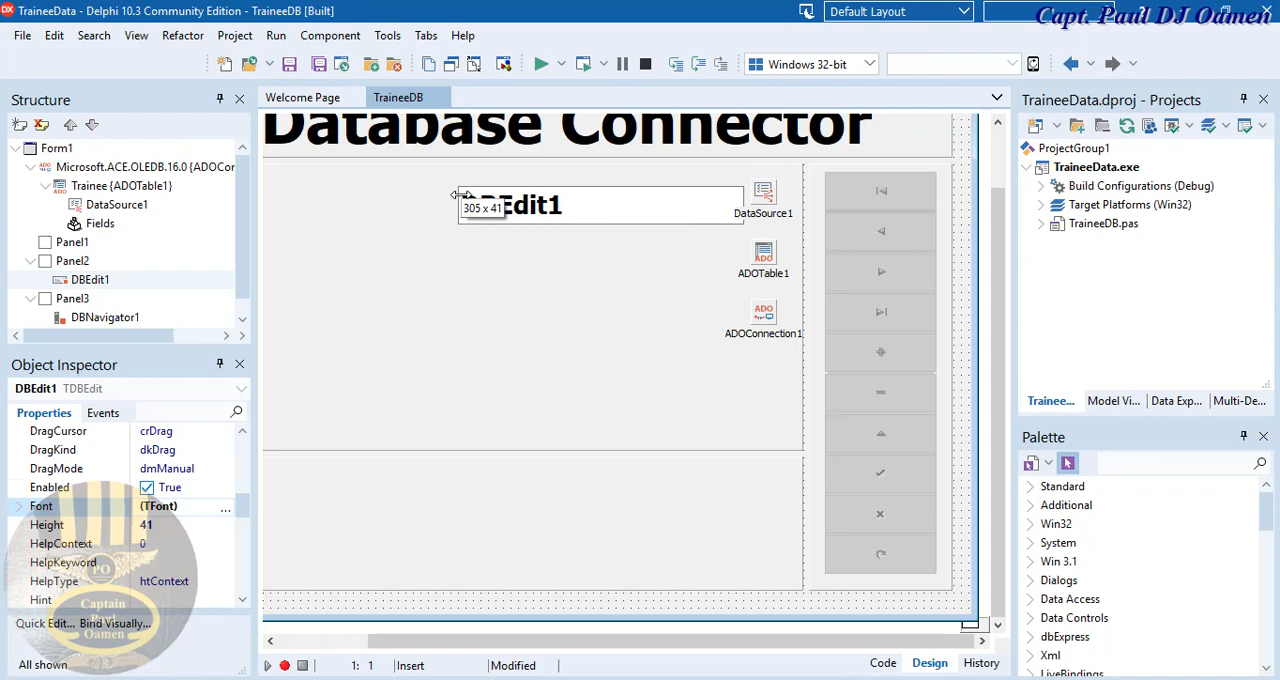 TraineeData - Delphi 10.3 Community Edition - TraineeDB [Built]
Default Layout
Capt. Paul DJ Oamen
File Edit Search View Refactor Project Run Component Tools Tabs Help
Windows 32-bit
Structure
Form1
Microsoft.ACE.OLEDB.16.0 {ADOCor
Trainee {ADOTable1}
DataSource1
Fields
Panel1
Panel2
DBEdit1
Panel3
DBNavigator1
Object Inspector
DBEdit1 TDBEdit
Properties Events
DragCursor crDrag
DragKind dkDrag
DragMode dmManual
Enabled True
Font (TFont) ...
Height 41
HelpContext 0
HelpKeyword
HelpType htContext
Hint
PO
Captain
Paul
Oamen
Quick Edit... Bind Visually...
All shown
Welcome Page TraineeDB
Database Connector
DBEdit1
305 x 41
DataSource1
ADO
ADOTable1
ADO
ADOConnection1
1: 1 Insert Modified
Code Design History
TraineeData.dproj - Projects
ProjectGroup1
TraineeData.exe
Build Configurations (Debug)
Target Platforms (Win32)
TraineeDB.pas
Trainee... Model Vi... Data Exp... Multi-De...
Palette
Standard
Additional
Win32
System
Win 3.1
Dialogs
Data Access
Data Controls
dbExpress
Xml
LiveBindings